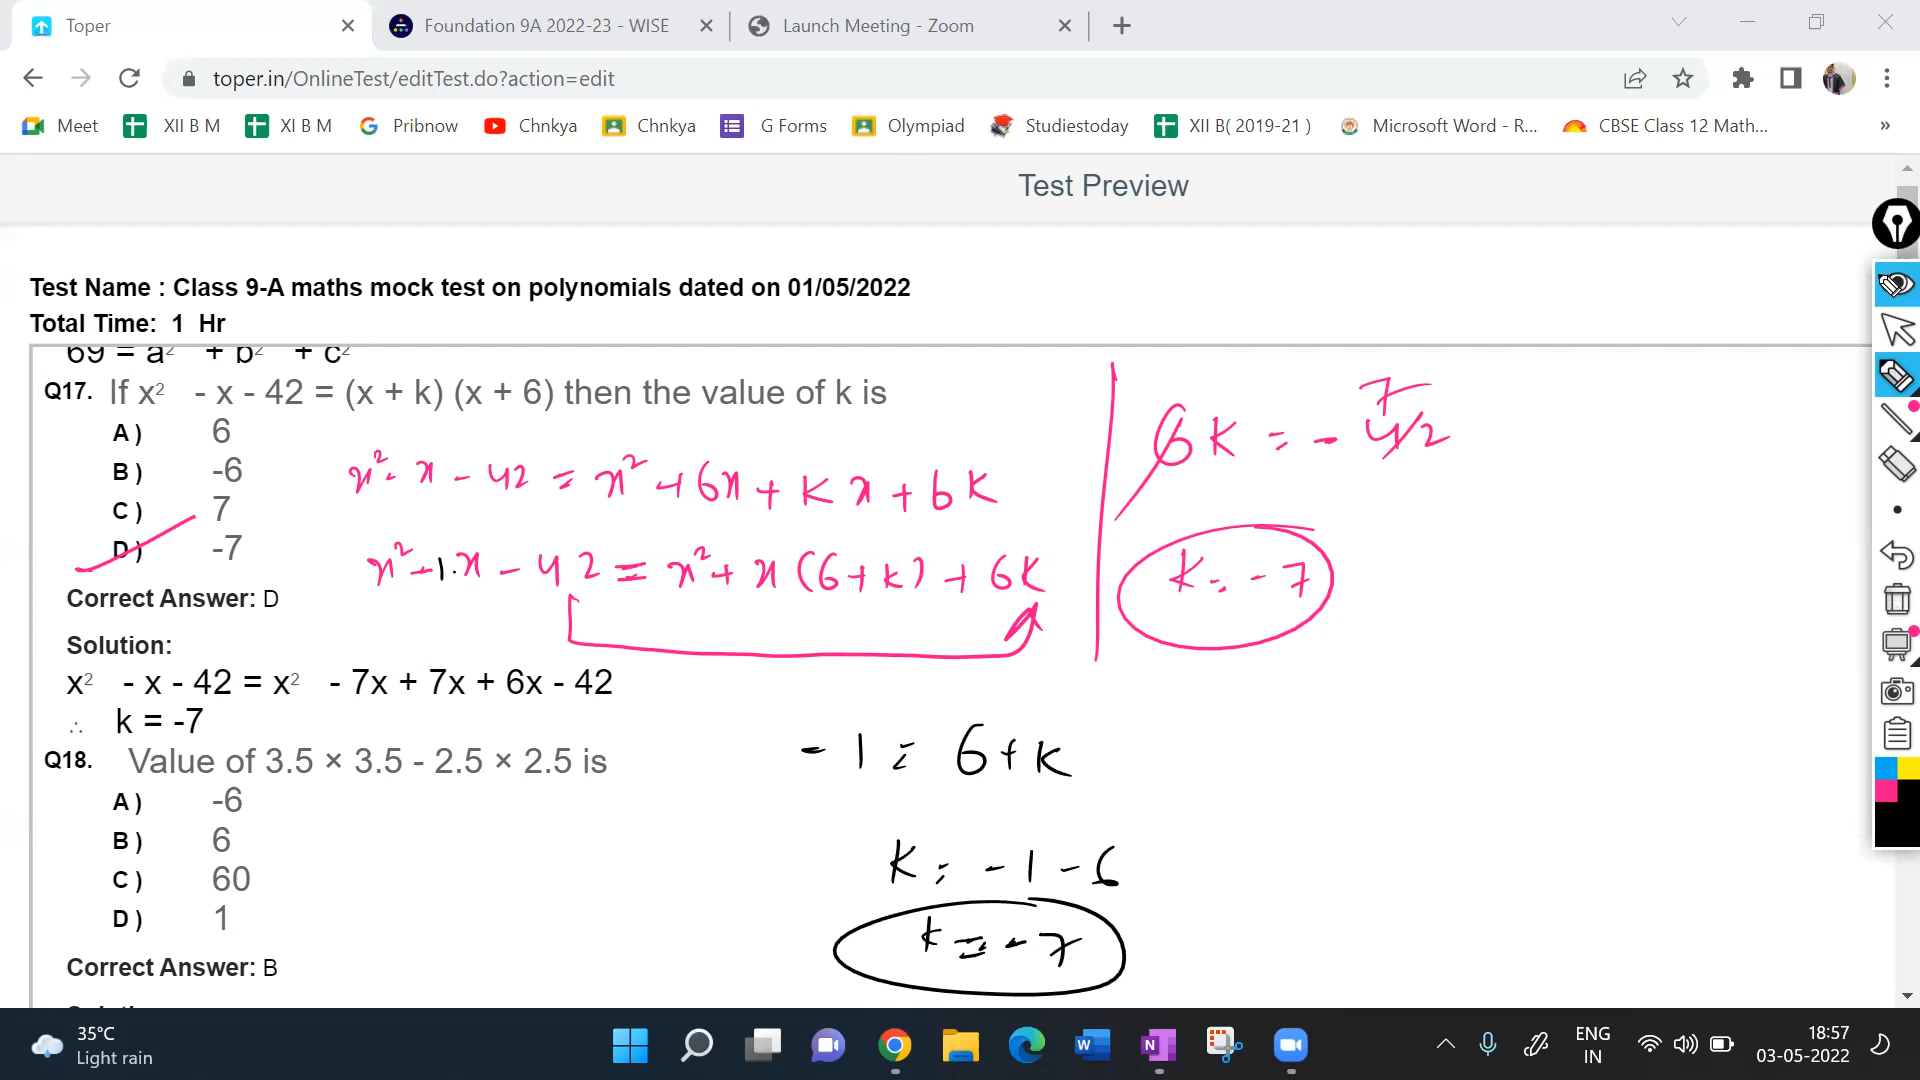 Toper
Foundation 9A 2022-23 - WISE
Launch Meeting - Zoom
toper.in/OnlineTest/editTest.do?action=edit
Meet XII B M XI B M Pribnow Chnkya Chnkya G Forms Olympiad Studiestoday XII B( 2019-21 ) Microsoft Word - R... CBSE Class 12 Math... »
Test Preview
Test Name : Class 9-A maths mock test on polynomials dated on 01/05/2022
Total Time: 1 Hr
69 = a² + b² + c²
Q17. If x² - x - 42 = (x + k) (x + 6) then the value of k is
A) 6
B) -6
C) 7
D) -7
x² - x - 42 = x² + 6x + kx + 6k
x² - 1.x - 42 = x² + x (6+k) + 6k
6k = - 42
7
k = - 7
Correct Answer: D
Solution:
x² - x - 42 = x² - 7x + 7x + 6x - 42
∴ k = -7
- 1 = 6+k
k = - 1 - 6
k = - 7
Q18. Value of 3.5 × 3.5 - 2.5 × 2.5 is
A) -6
B) 6
C) 60
D) 1
Correct Answer: B
35°C
Light rain
ENG
IN
18:57
03-05-2022